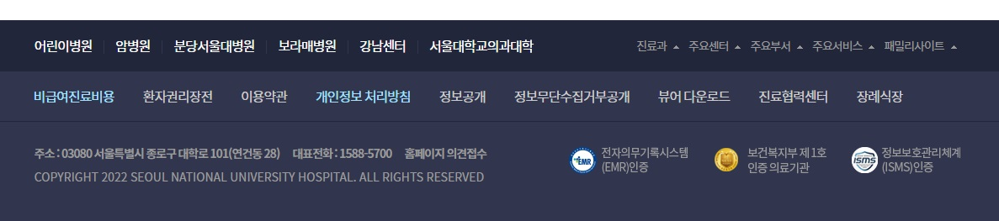 어린이병원 암병원 분당서울대병원 보라매병원 강남센터 서울대학교의과대학 진료과 주요센터 주요부서 주요서비스 패밀리사이트
비급여진료비용 환자권리장전 이용약관 개인정보 처리방침 정보공개 정보무단수집거부공개 뷰어 다운로드 진료협력센터 장례식장
주소 : 03080 서울특별시 종로구 대학로 101(연건동 28) 대표전화 : 1588-5700 홈페이지 의견접수
COPYRIGHT 2022 SEOUL NATIONAL UNIVERSITY HOSPITAL. ALL RIGHTS RESERVED
EMR
전자의무기록시스템
(EMR)인증
보건복지부 제 1호
인증 의료기관
ISMS
정보보호관리체계
(ISMS)인증